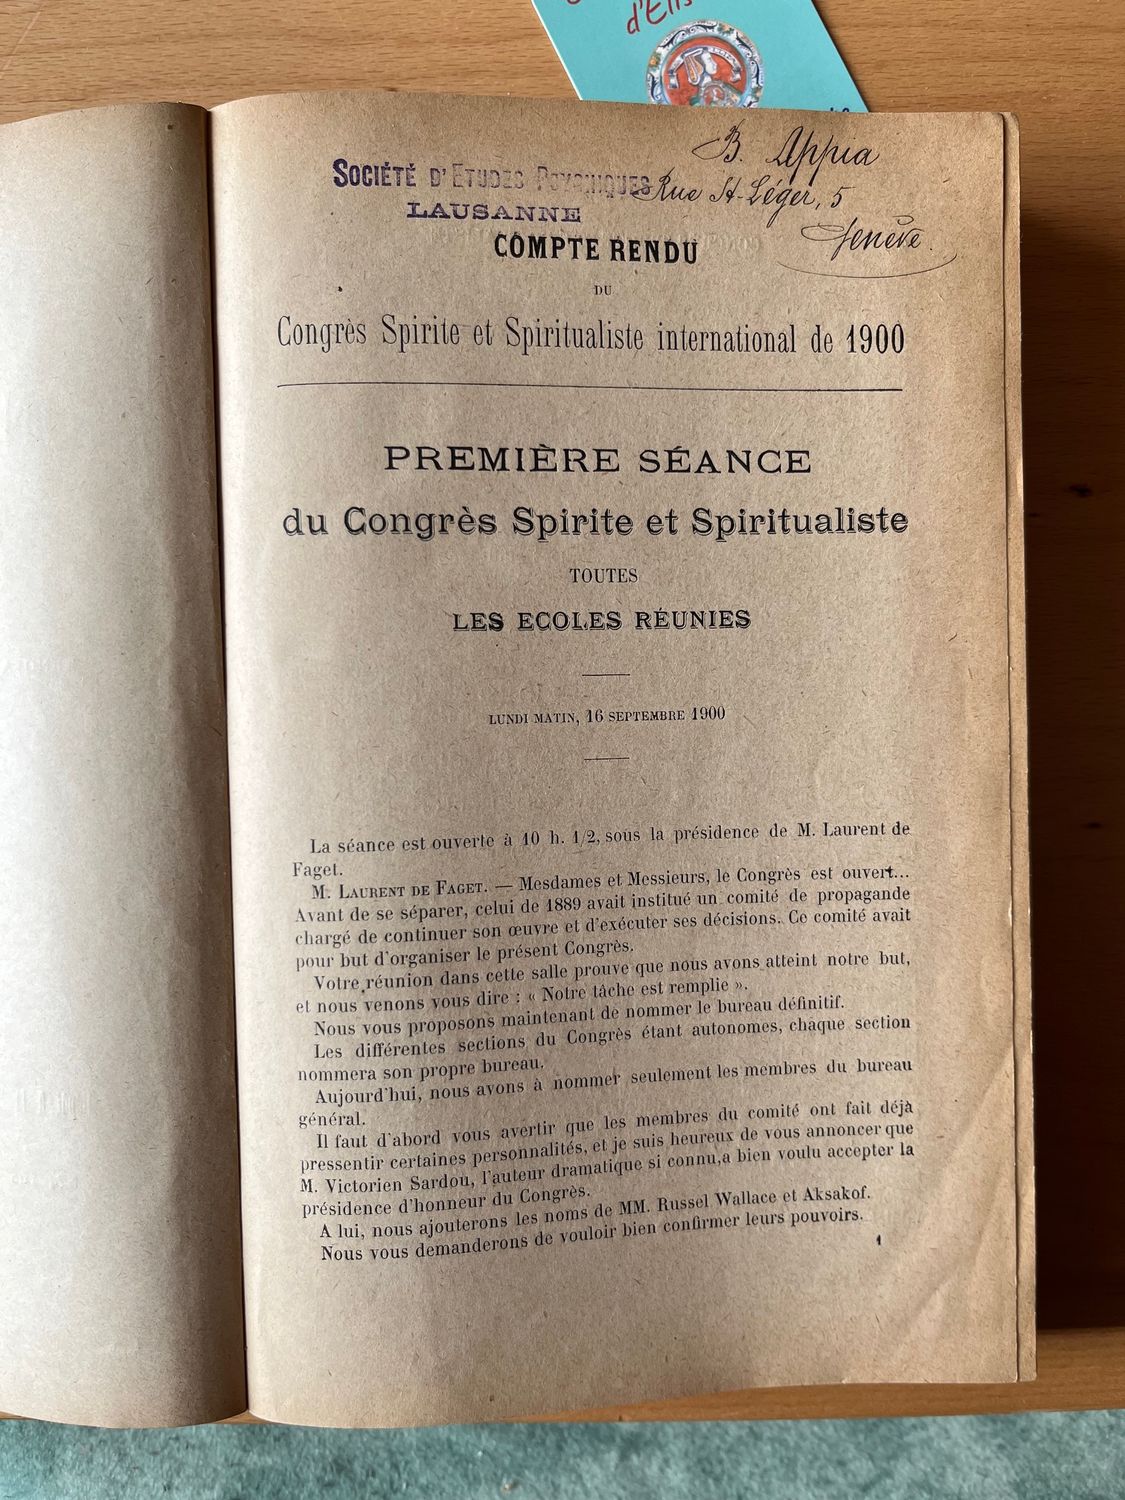 d'Elis
B. Appia
SOCIÉTÉ D'ETUDES PSYCHIQUES
Rue St-Léger, 5
LAUSANNE
Genève.
COMPTE RENDU
DU
Congrès Spirite et Spiritualiste international de 1900
PREMIÈRE SÉANCE
du Congrès Spirite et Spiritualiste
TOUTES
LES ECOLES RÉUNIES
LUNDI MATIN, 16 SEPTEMBRE 1900
La séance est ouverte à 10 h. 1/2, sous la présidence de M. Laurent de
Faget.
M. LAURENT DE FAGET. — Mesdames et Messieurs, le Congrès est ouvert...
Avant de se séparer, celui de 1889 avait institué un comité de propagande
chargé de continuer son œuvre et d'exécuter ses décisions. Ce comité avait
pour but d'organiser le présent Congrès.
Votre réunion dans cette salle prouve que nous avons atteint notre but,
et nous venons vous dire : « Notre tâche est remplie ».
Nous vous proposons maintenant de nommer le bureau définitif.
Les différentes sections du Congrès étant autonomes, chaque section
nommera son propre bureau.
Aujourd'hui, nous avons à nommer seulement les membres du bureau
général.
Il faut d'abord vous avertir que les membres du comité ont fait déjà
pressentir certaines personnalités, et je suis heureux de vous annoncer que
M. Victorien Sardou, l'auteur dramatique si connu,a bien voulu accepter la
présidence d'honneur du Congrès.
A lui, nous ajouterons les noms de MM. Russel Wallace et Aksakof.
Nous vous demanderons de vouloir bien confirmer leurs pouvoirs.
1